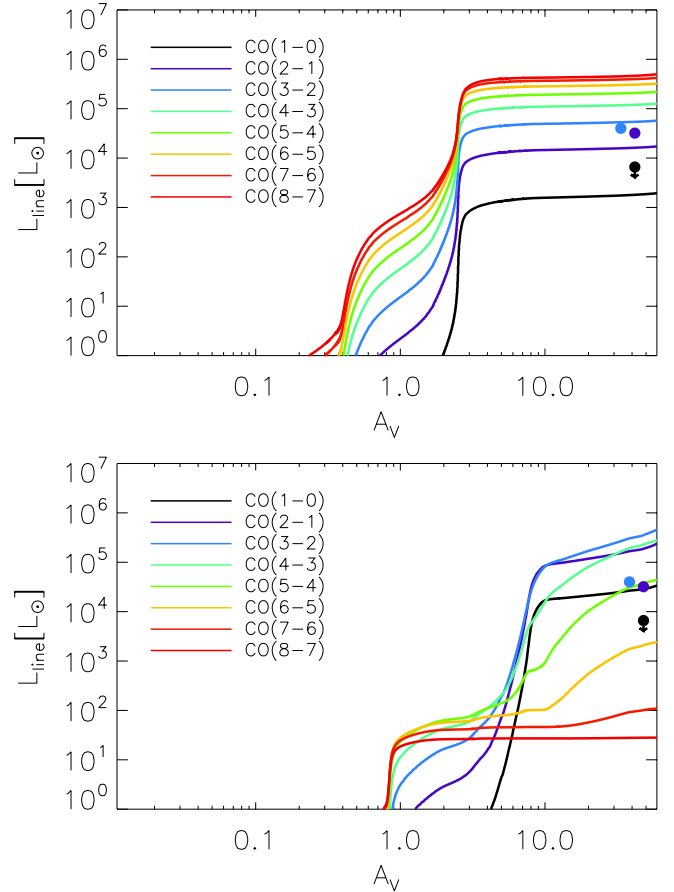 10^7
10^6
10^5
10^4
10^3
10^2
10^1
10^0
L_line[L_⊙]
CO(1−0)
CO(2−1)
CO(3−2)
CO(4−3)
CO(5−4)
CO(6−5)
CO(7−6)
CO(8−7)
0.1 1.0 10.0
A_V
10^7
10^6
10^5
10^4
10^3
10^2
10^1
10^0
L_line[L_⊙]
CO(1−0)
CO(2−1)
CO(3−2)
CO(4−3)
CO(5−4)
CO(6−5)
CO(7−6)
CO(8−7)
0.1 1.0 10.0
A_V